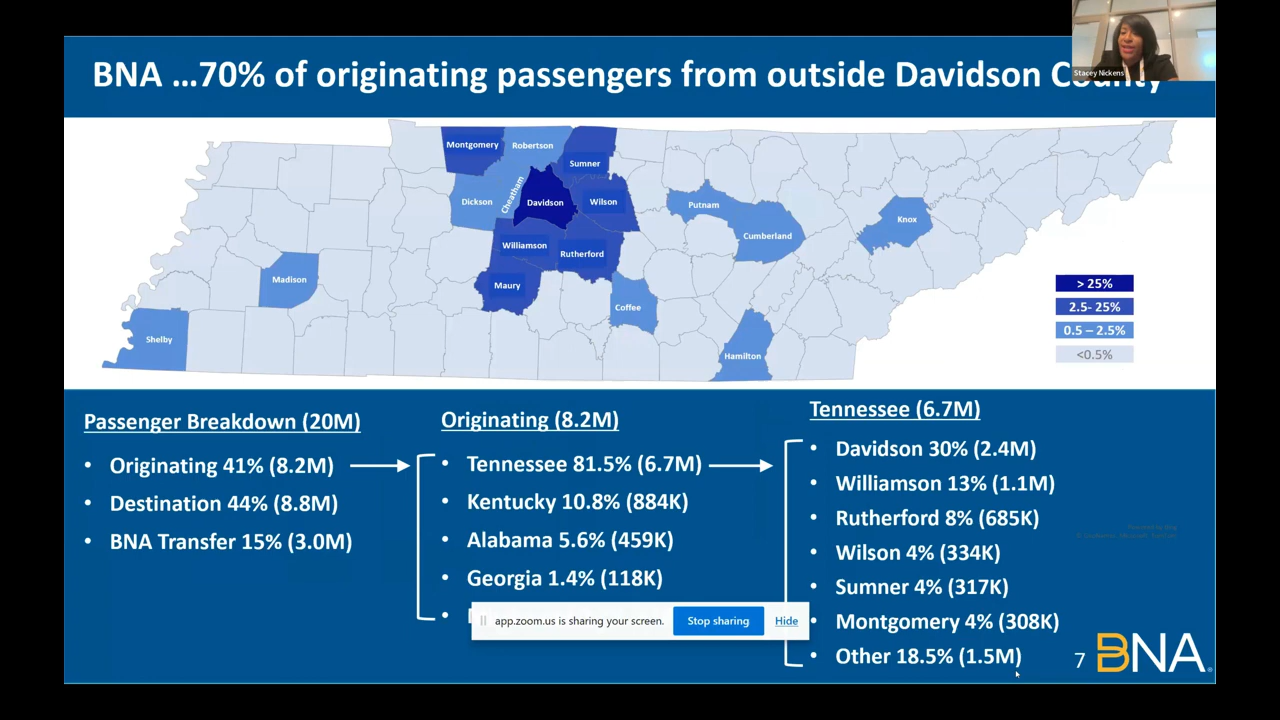 BNA ...70% of originating passengers from outside Davidson County
Stacey Nickens
Montgomery
Robertson
Sumner
Dickson
Cheatham
Davidson
Wilson
Putnam
Knox
Cumberland
Williamson
Rutherford
Madison
Maury
Coffee
Shelby
Hamilton
> 25%
2.5- 25%
0.5 – 2.5%
<0.5%
Passenger Breakdown (20M)
• Originating 41% (8.2M)
• Destination 44% (8.8M)
• BNA Transfer 15% (3.0M)
Originating (8.2M)
• Tennessee 81.5% (6.7M)
• Kentucky 10.8% (884K)
• Alabama 5.6% (459K)
• Georgia 1.4% (118K)
app.zoom.us is sharing your screen.
Stop sharing
Hide
Tennessee (6.7M)
• Davidson 30% (2.4M)
• Williamson 13% (1.1M)
• Rutherford 8% (685K)
• Wilson 4% (334K)
• Sumner 4% (317K)
• Montgomery 4% (308K)
• Other 18.5% (1.5M)
Powered by Bing
7
BNA